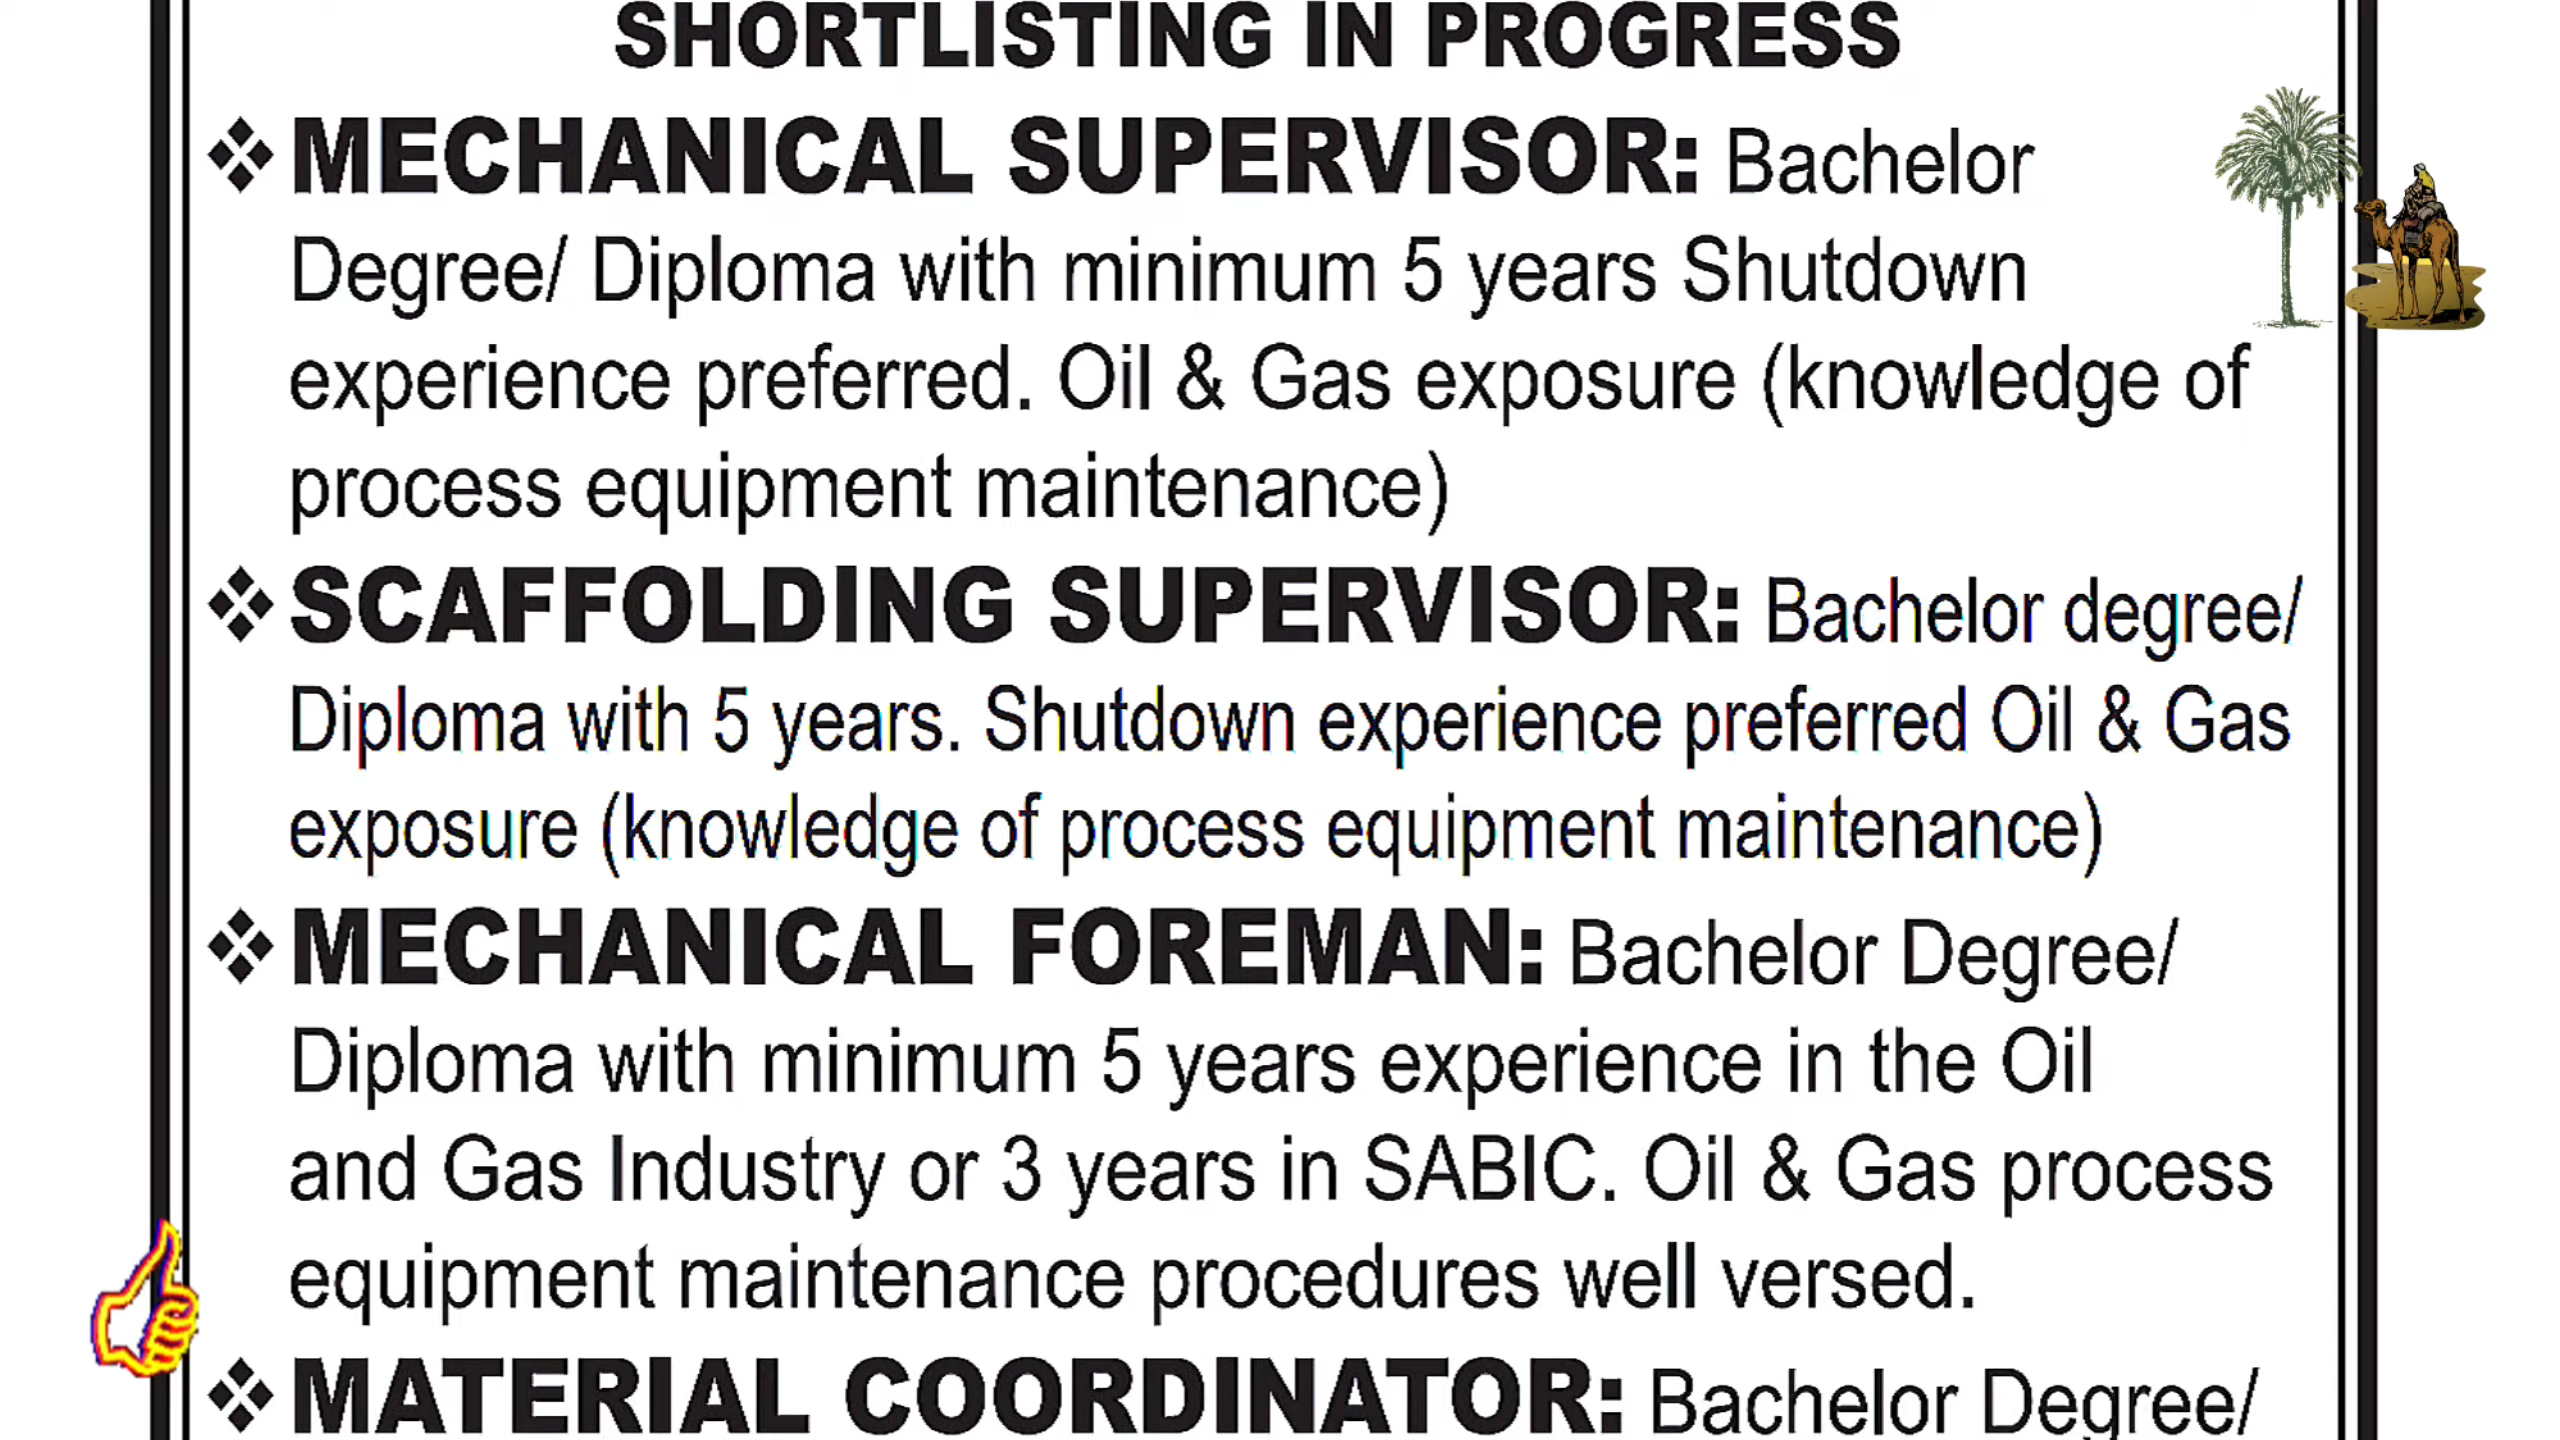 SHORTLISTING IN PROGRESS
❖ MECHANICAL SUPERVISOR: Bachelor
Degree/ Diploma with minimum 5 years Shutdown
experience preferred. Oil & Gas exposure (knowledge of
process equipment maintenance)
❖ SCAFFOLDING SUPERVISOR: Bachelor degree/
Diploma with 5 years. Shutdown experience preferred Oil & Gas
exposure (knowledge of process equipment maintenance)
❖ MECHANICAL FOREMAN: Bachelor Degree/
Diploma with minimum 5 years experience in the Oil
and Gas Industry or 3 years in SABIC. Oil & Gas process
equipment maintenance procedures well versed.
❖ MATERIAL COORDINATOR: Bachelor Degree/